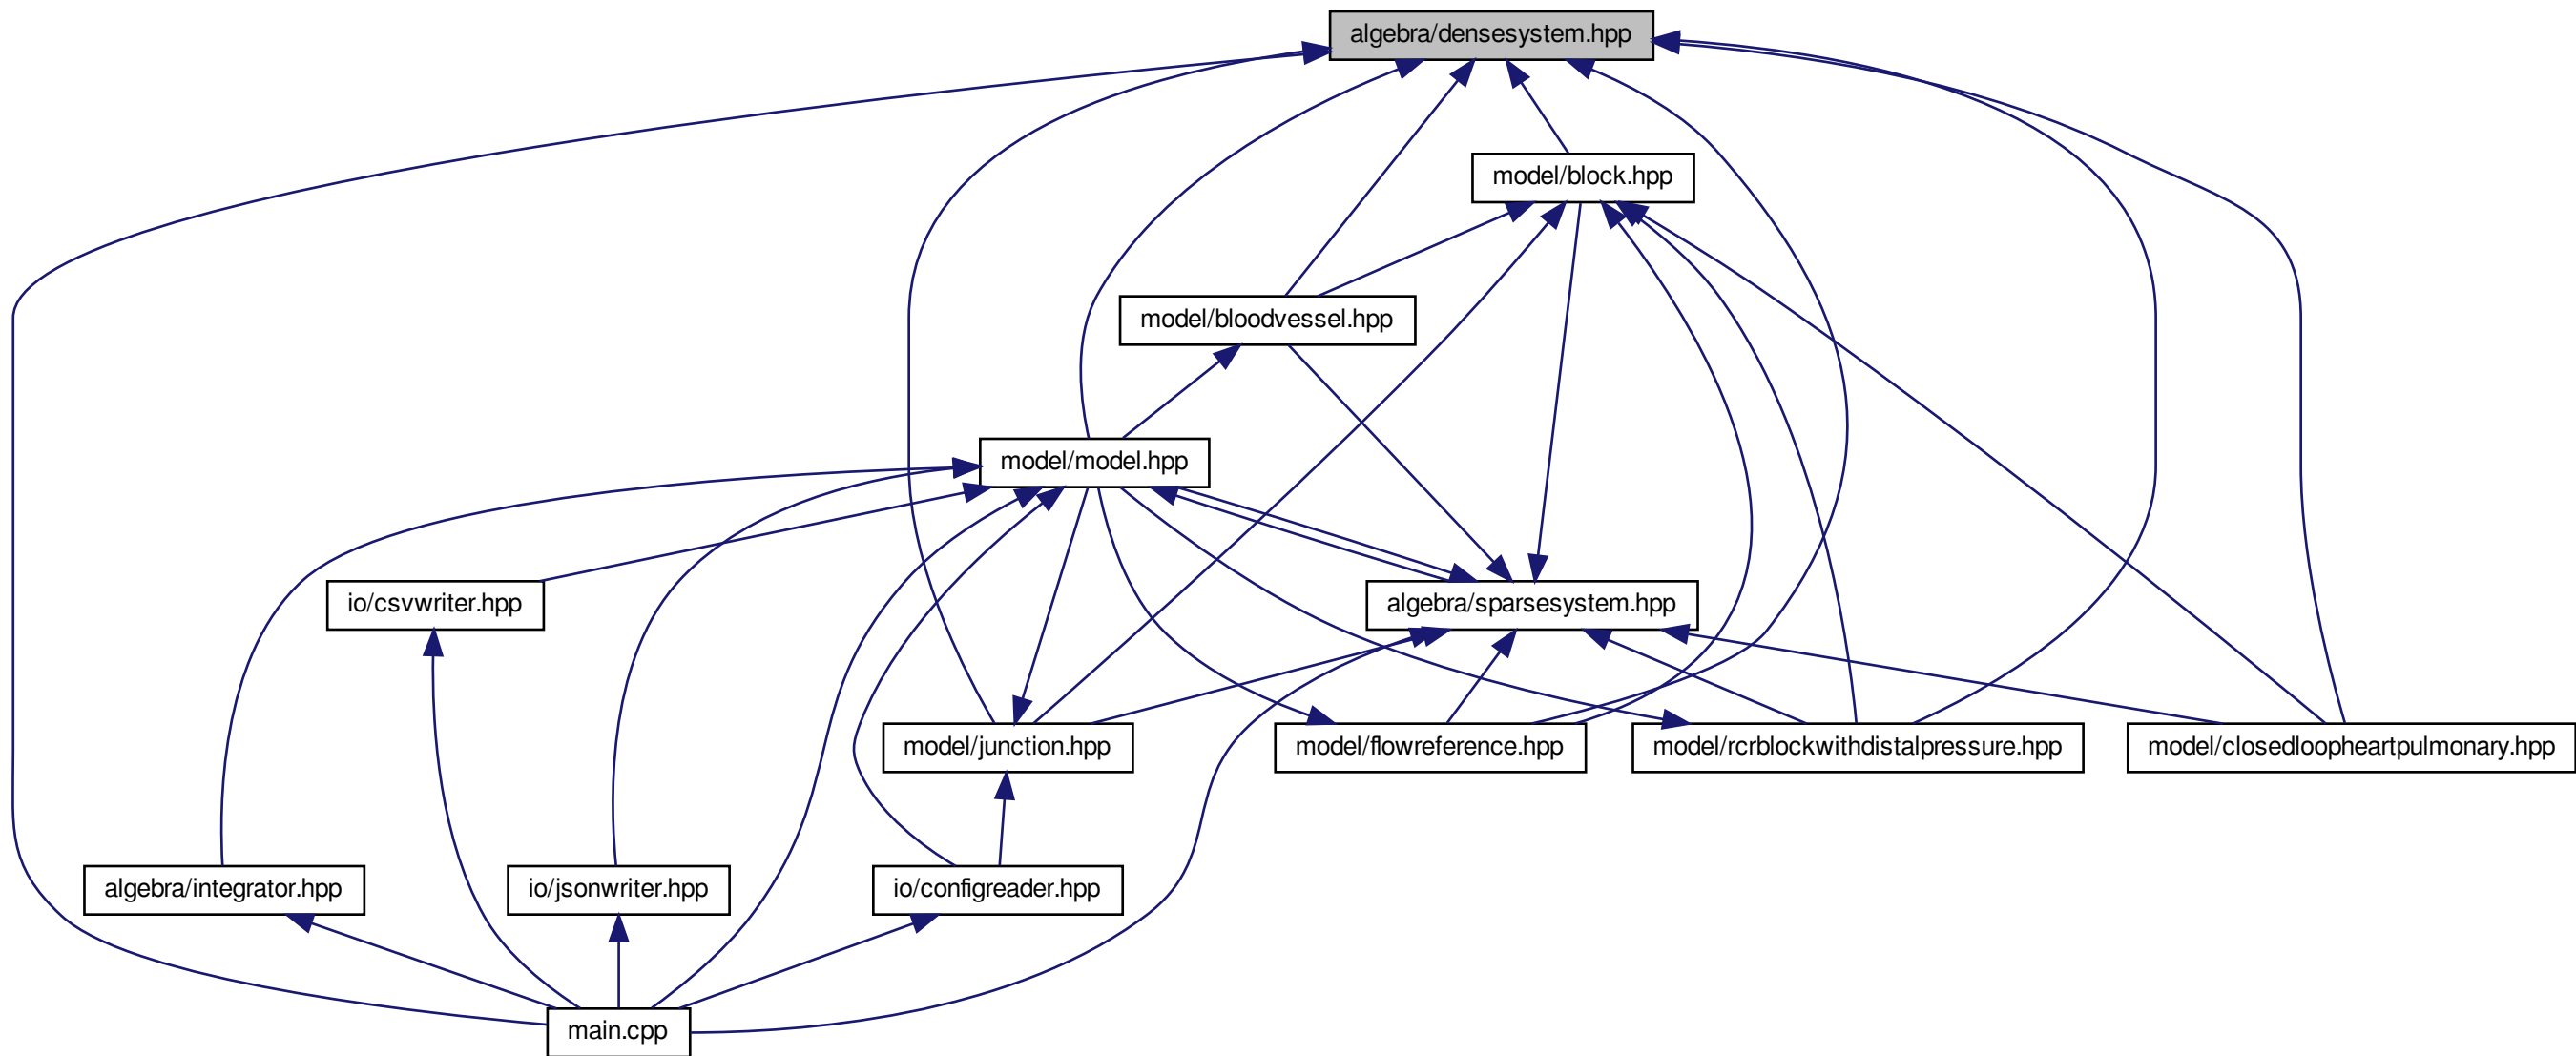 algebra/densesystem.hpp
model/block.hpp
model/bloodvessel.hpp
model/model.hpp
io/csvwriter.hpp
algebra/sparsesystem.hpp
model/junction.hpp
model/flowreference.hpp
model/rcrblockwithdistalpressure.hpp
model/closedloopheartpulmonary.hpp
algebra/integrator.hpp
io/jsonwriter.hpp
io/configreader.hpp
main.cpp